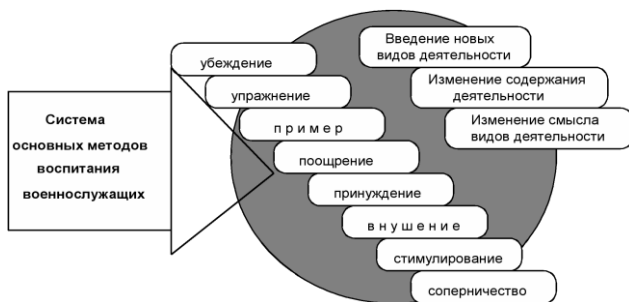 Система
основных методов
воспитания
военнослужащих
убеждение
упражнение
пример
поощрение
принуждение
внушение
стимулирование
соперничество
Введение новых
видов деятельности
Изменение содержания
деятельности
Изменение смысла
видов деятельности